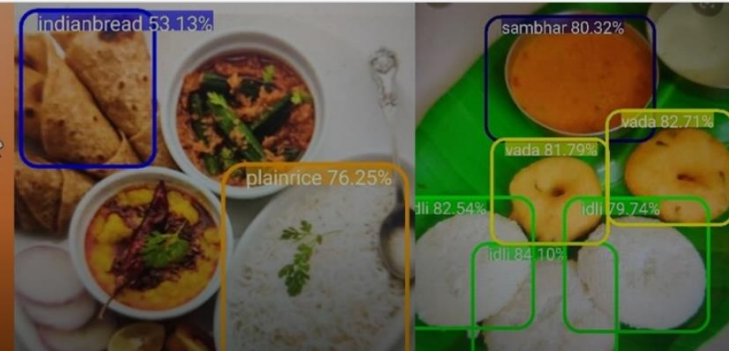 indianbread 53.13%
plainrice 76.25%
sambhar 80.32%
vada 82.71%
vada 81.79%
dli 82.54%
idli 79.74%
idli 84.10%